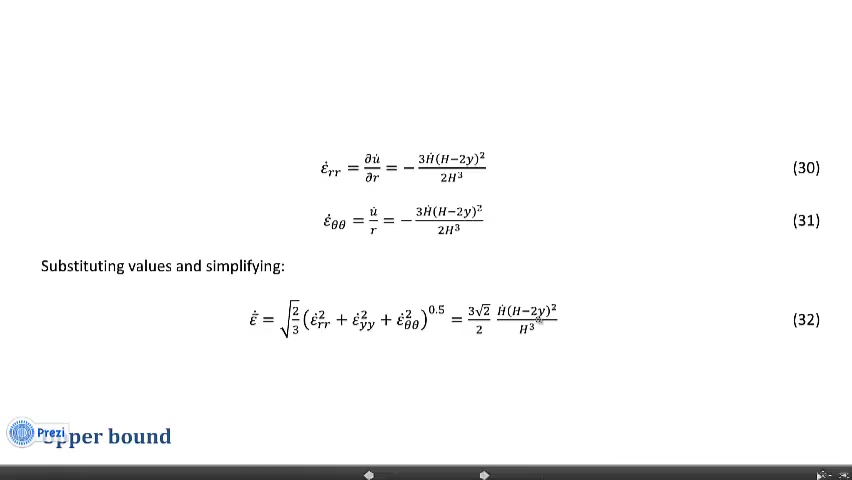 ε̇_rr = ∂u̇/∂r = − 3Ḣ(H−2y)²/2H³ (30)
ε̇_θθ = u̇/r = − 3Ḣ(H−2y)²/2H³ (31)
Substituting values and simplifying:
ε̄̇ = √(2/3) (ε̇²_rr + ε̇²_yy + ε̇²_θθ)^0.5 = 3√2/2 Ḣ(H−2y)²/H³ (32)
Prezi
Upper bound